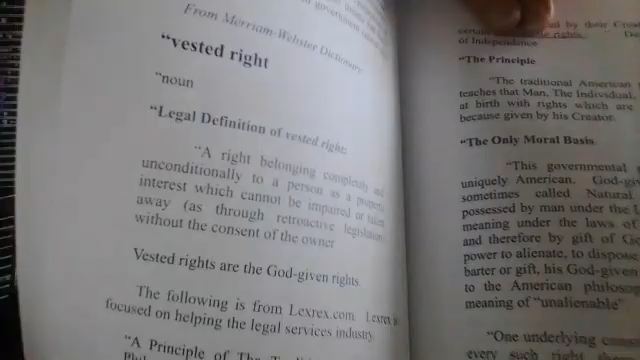 From Merriam-Webster Dictionary
"vested right
"noun
"Legal Definition of vested right:
"A right belonging completely and
unconditionally to a person as a property
interest which cannot be impaired or taken
away (as through retroactive legislation)
without the consent of the owner
Vested rights are the God-given rights.
The following is from Lexrex.com. Lexrex is
focused on helping the legal services industry.
"A Principle of The
by their
of Independence
"The Principle
"The traditional American
teaches that Man, The Individual,
at birth with rights which are
because given by his Creator.
"The Only Moral Basis
"This governmental
uniquely American. God-giv
sometimes called Natural
possessed by man under the L
meaning under the laws of
and therefore by gift of G
power to alienate, to dispose
barter or gift, his God-given
to the American philosop
meaning of "unalienable"
"One underlying
every such right